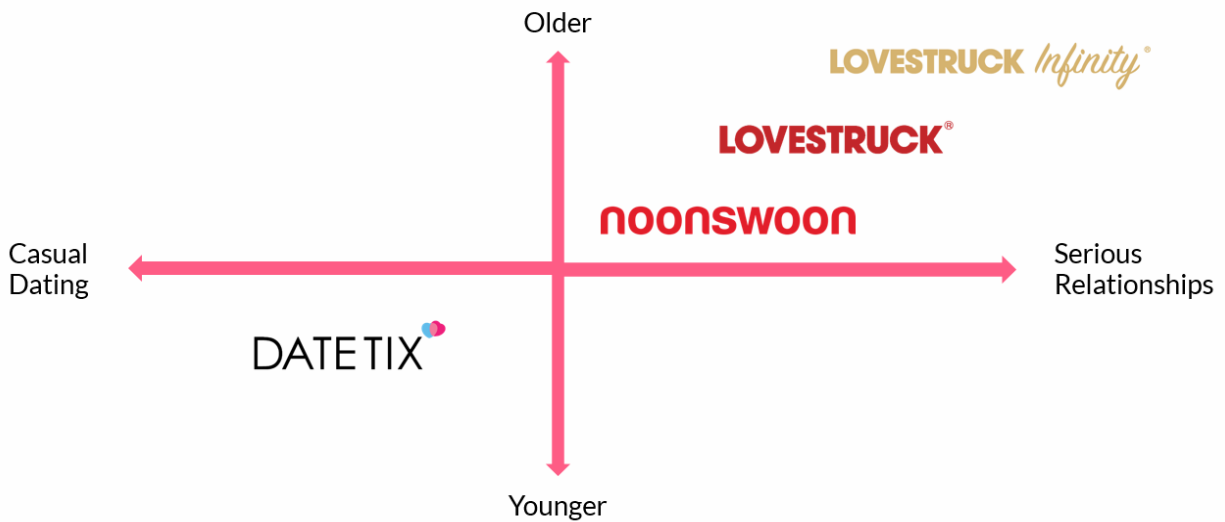 Older
LOVESTRUCK Infinity®
LOVESTRUCK®
noonswoon
Casual
Dating
Serious
Relationships
DATETIX
Younger